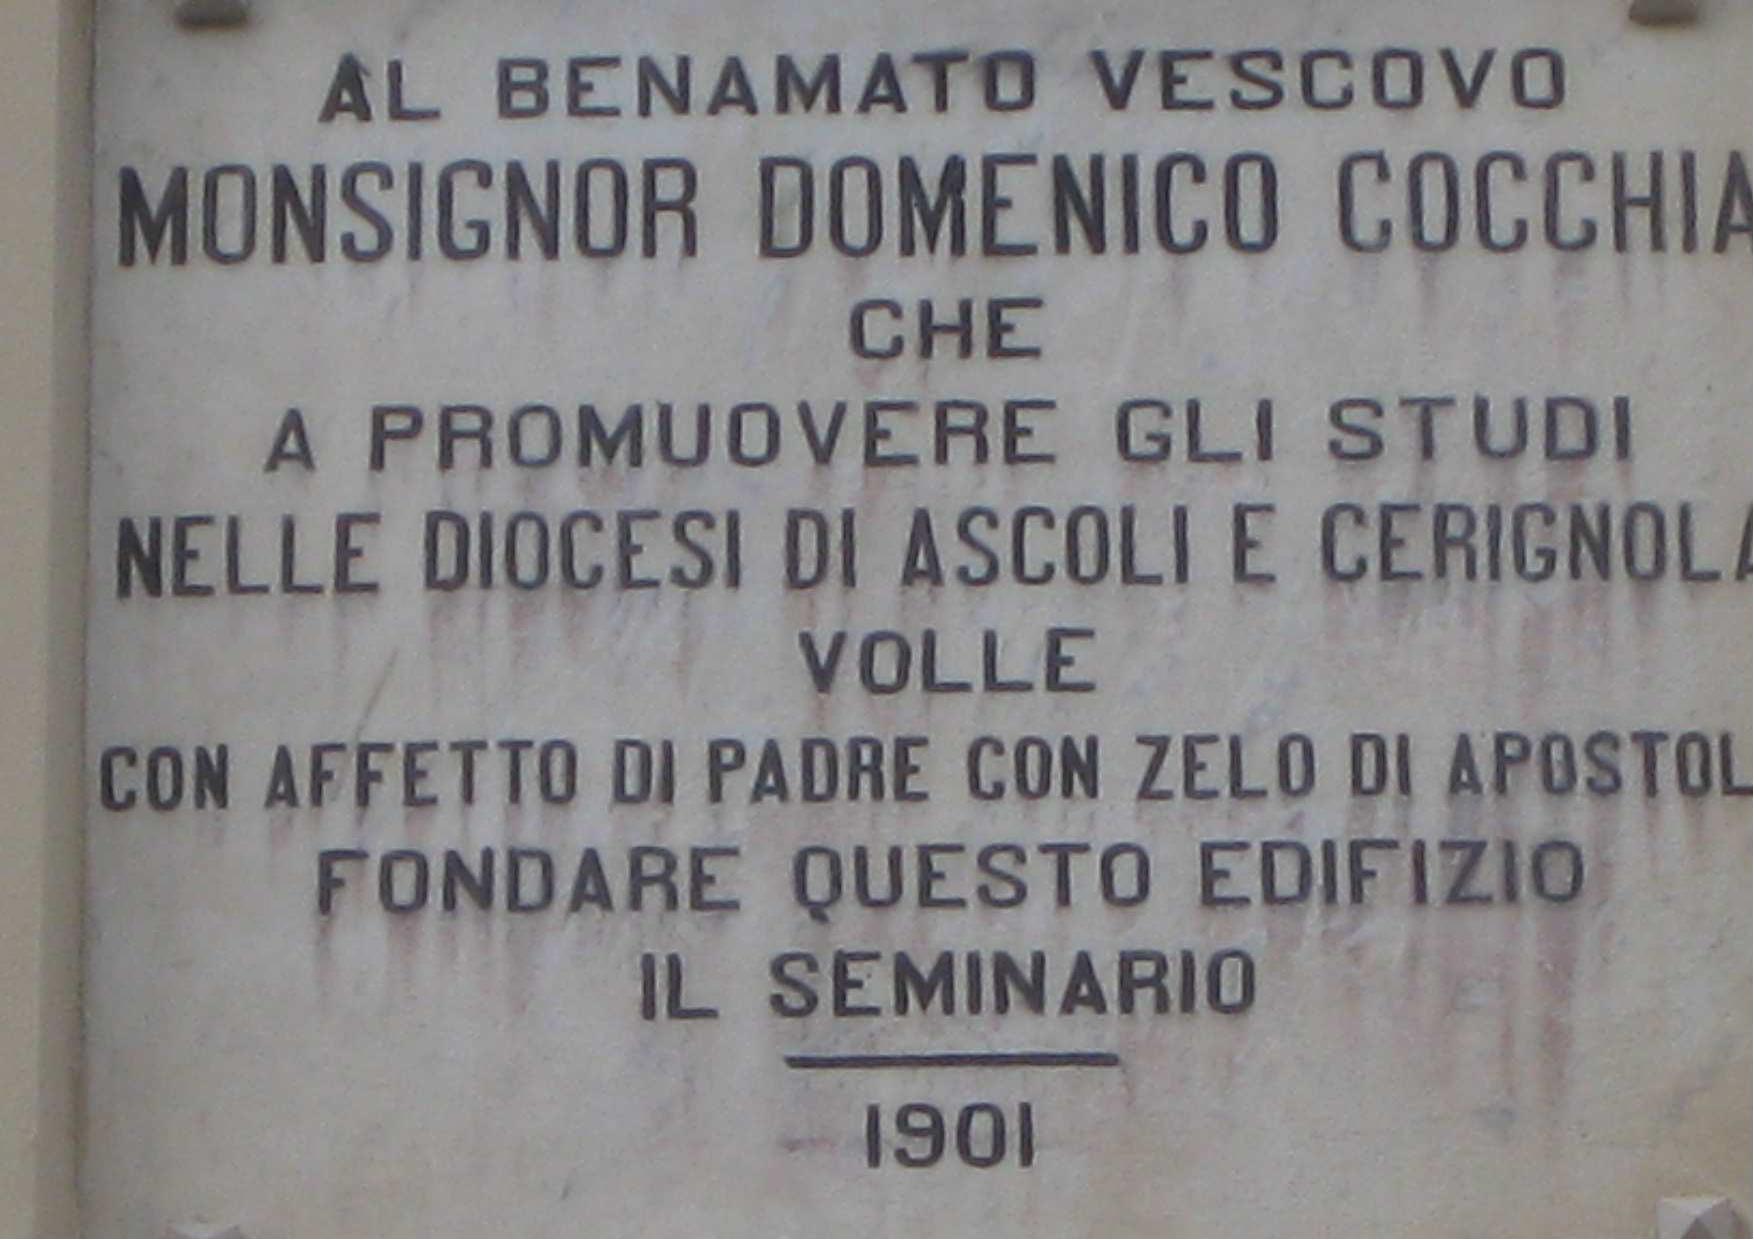 AL BENAMATO VESCOVO
MONSIGNOR DOMENICO COCCHIA
CHE
A PROMUOVERE GLI STUDI
NELLE DIOCESI DI ASCOLI E CERIGNOLA
VOLLE
CON AFFETTO DI PADRE CON ZELO DI APOSTOL
FONDARE QUESTO EDIFIZIO
IL SEMINARIO
1901